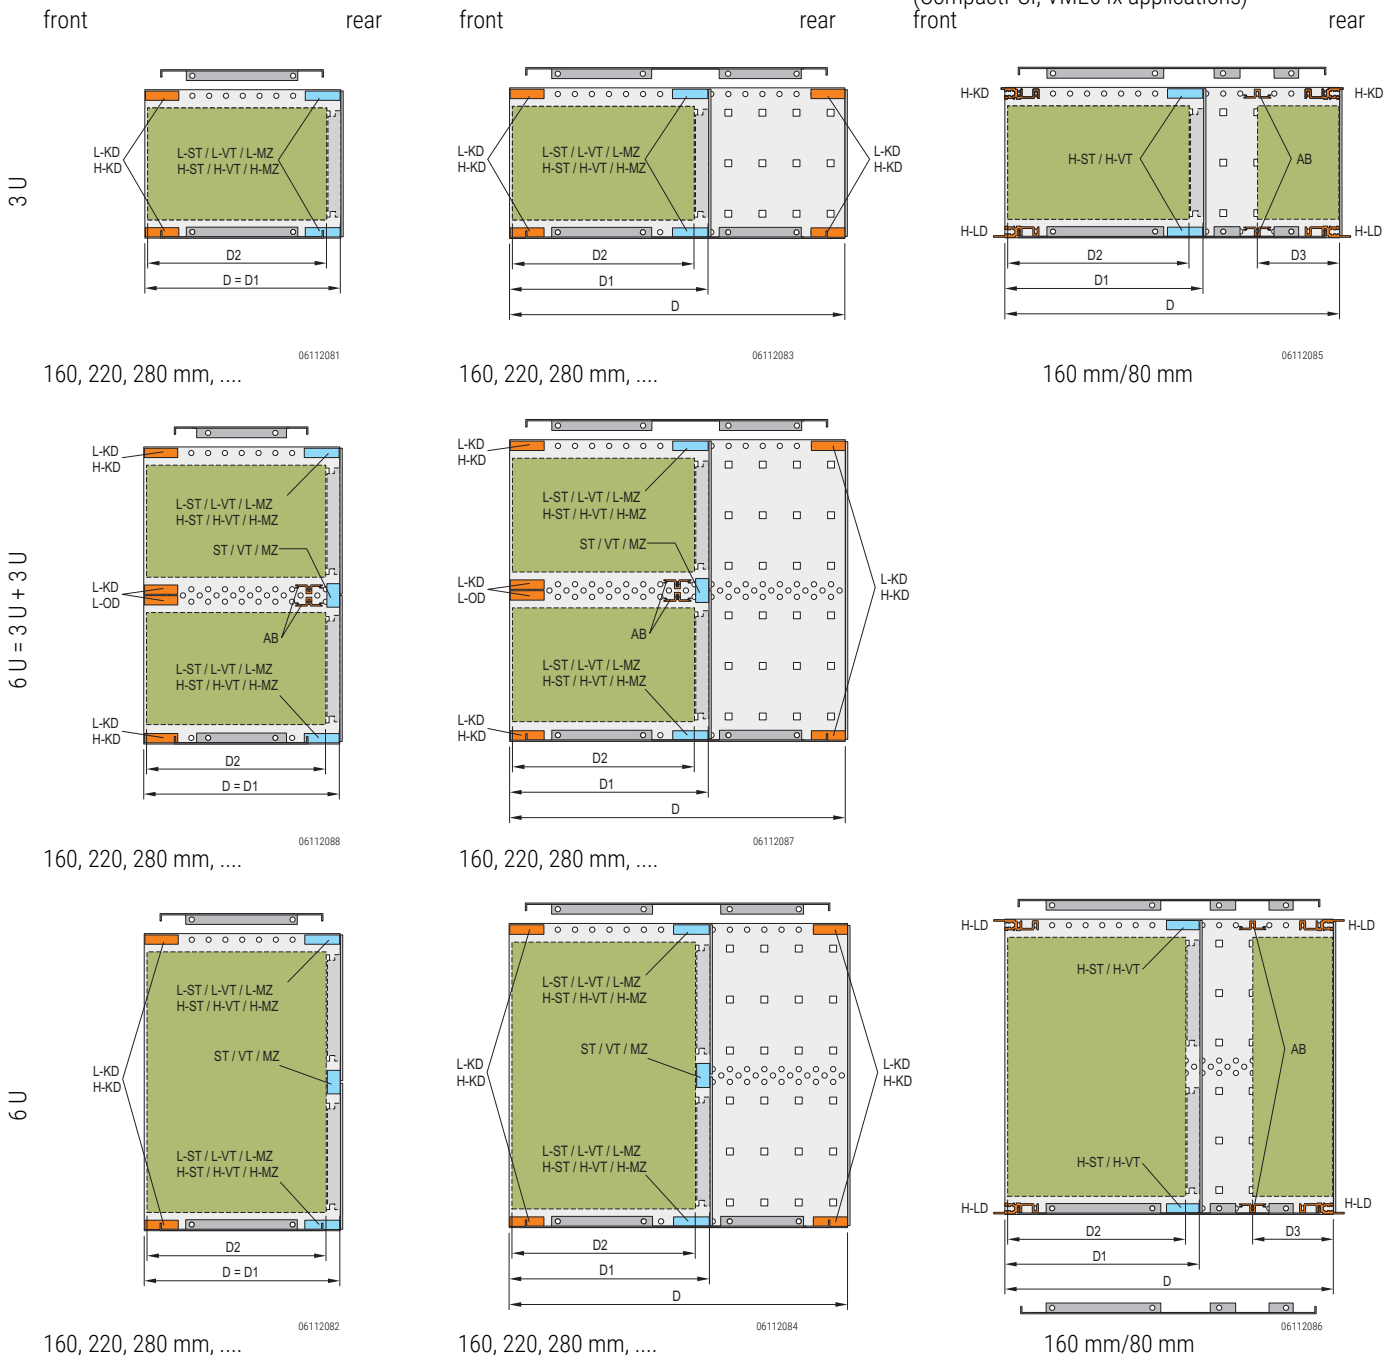 (CompactPCI, VME64x applications)
front
rear
front
rear
front
rear
3 U
L-KD
H-KD
L-ST / L-VT / L-MZ
H-ST / H-VT / H-MZ
D2
D = D1
06112081
160, 220, 280 mm, ....
L-KD
H-KD
L-ST / L-VT / L-MZ
H-ST / H-VT / H-MZ
L-KD
H-KD
D2
D1
D
06112083
160, 220, 280 mm, ....
H-KD
H-KD
H-ST / H-VT
AB
H-LD
H-LD
D2
D3
D1
D
06112085
160 mm/80 mm
6 U = 3 U + 3 U
L-KD
H-KD
L-ST / L-VT / L-MZ
H-ST / H-VT / H-MZ
ST / VT / MZ
L-KD
L-OD
AB
L-ST / L-VT / L-MZ
H-ST / H-VT / H-MZ
L-KD
H-KD
D2
D = D1
06112088
160, 220, 280 mm, ....
L-KD
H-KD
L-ST / L-VT / L-MZ
H-ST / H-VT / H-MZ
ST / VT / MZ
L-KD
L-OD
L-KD
H-KD
AB
L-ST / L-VT / L-MZ
H-ST / H-VT / H-MZ
L-KD
H-KD
D2
D1
D
06112087
160, 220, 280 mm, ....
6 U
L-ST / L-VT / L-MZ
H-ST / H-VT / H-MZ
ST / VT / MZ
L-KD
H-KD
L-ST / L-VT / L-MZ
H-ST / H-VT / H-MZ
D2
D = D1
06112082
160, 220, 280 mm, ....
L-ST / L-VT / L-MZ
H-ST / H-VT / H-MZ
ST / VT / MZ
L-KD
H-KD
L-KD
H-KD
L-ST / L-VT / L-MZ
H-ST / H-VT / H-MZ
D2
D1
D
06112084
160, 220, 280 mm, ....
H-LD
H-LD
H-ST / H-VT
AB
H-ST / H-VT
H-LD
H-LD
D2
D3
D1
D
06112086
160 mm/80 mm